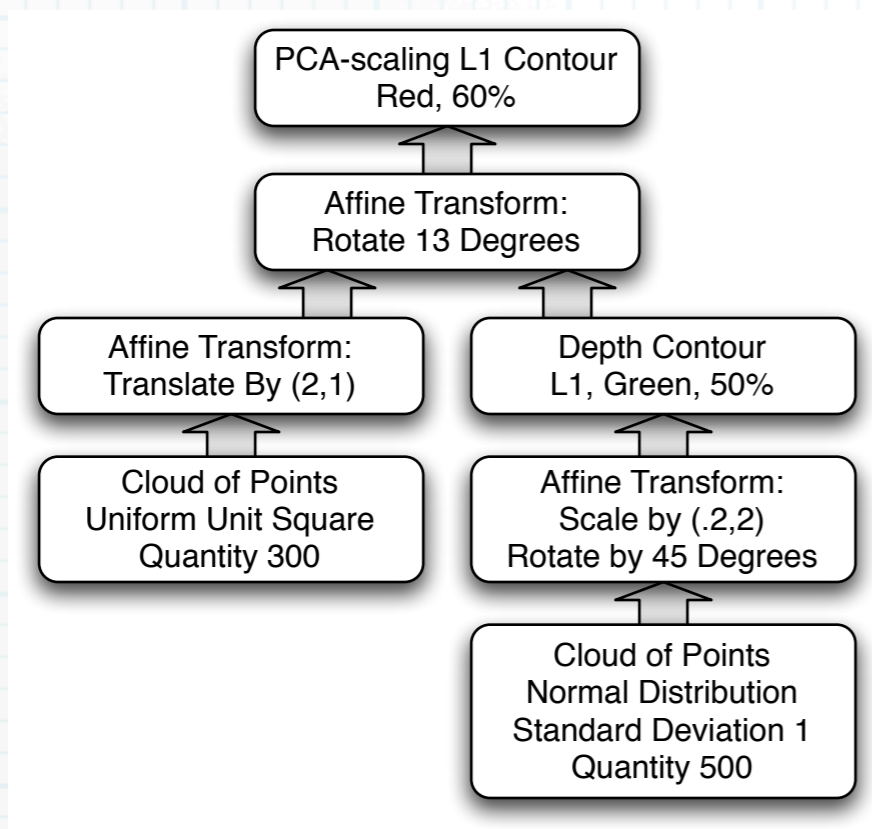 PCA-scaling L1 Contour
Red, 60%
Affine Transform:
Rotate 13 Degrees
Affine Transform:
Translate By (2,1)
Depth Contour
L1, Green, 50%
Cloud of Points
Uniform Unit Square
Quantity 300
Affine Transform:
Scale by (.2,2)
Rotate by 45 Degrees
Cloud of Points
Normal Distribution
Standard Deviation 1
Quantity 500